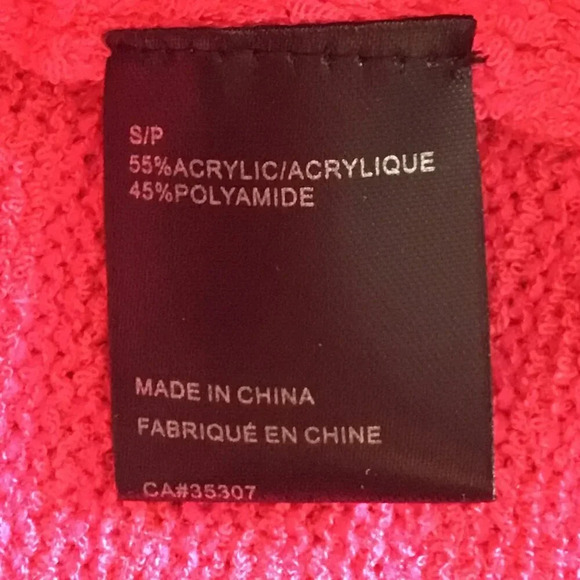 S/P
55%ACRYLIC/ACRYLIQUE
45%POLYAMIDE
MADE IN CHINA
FABRIQUÉ EN CHINE
CA#35307